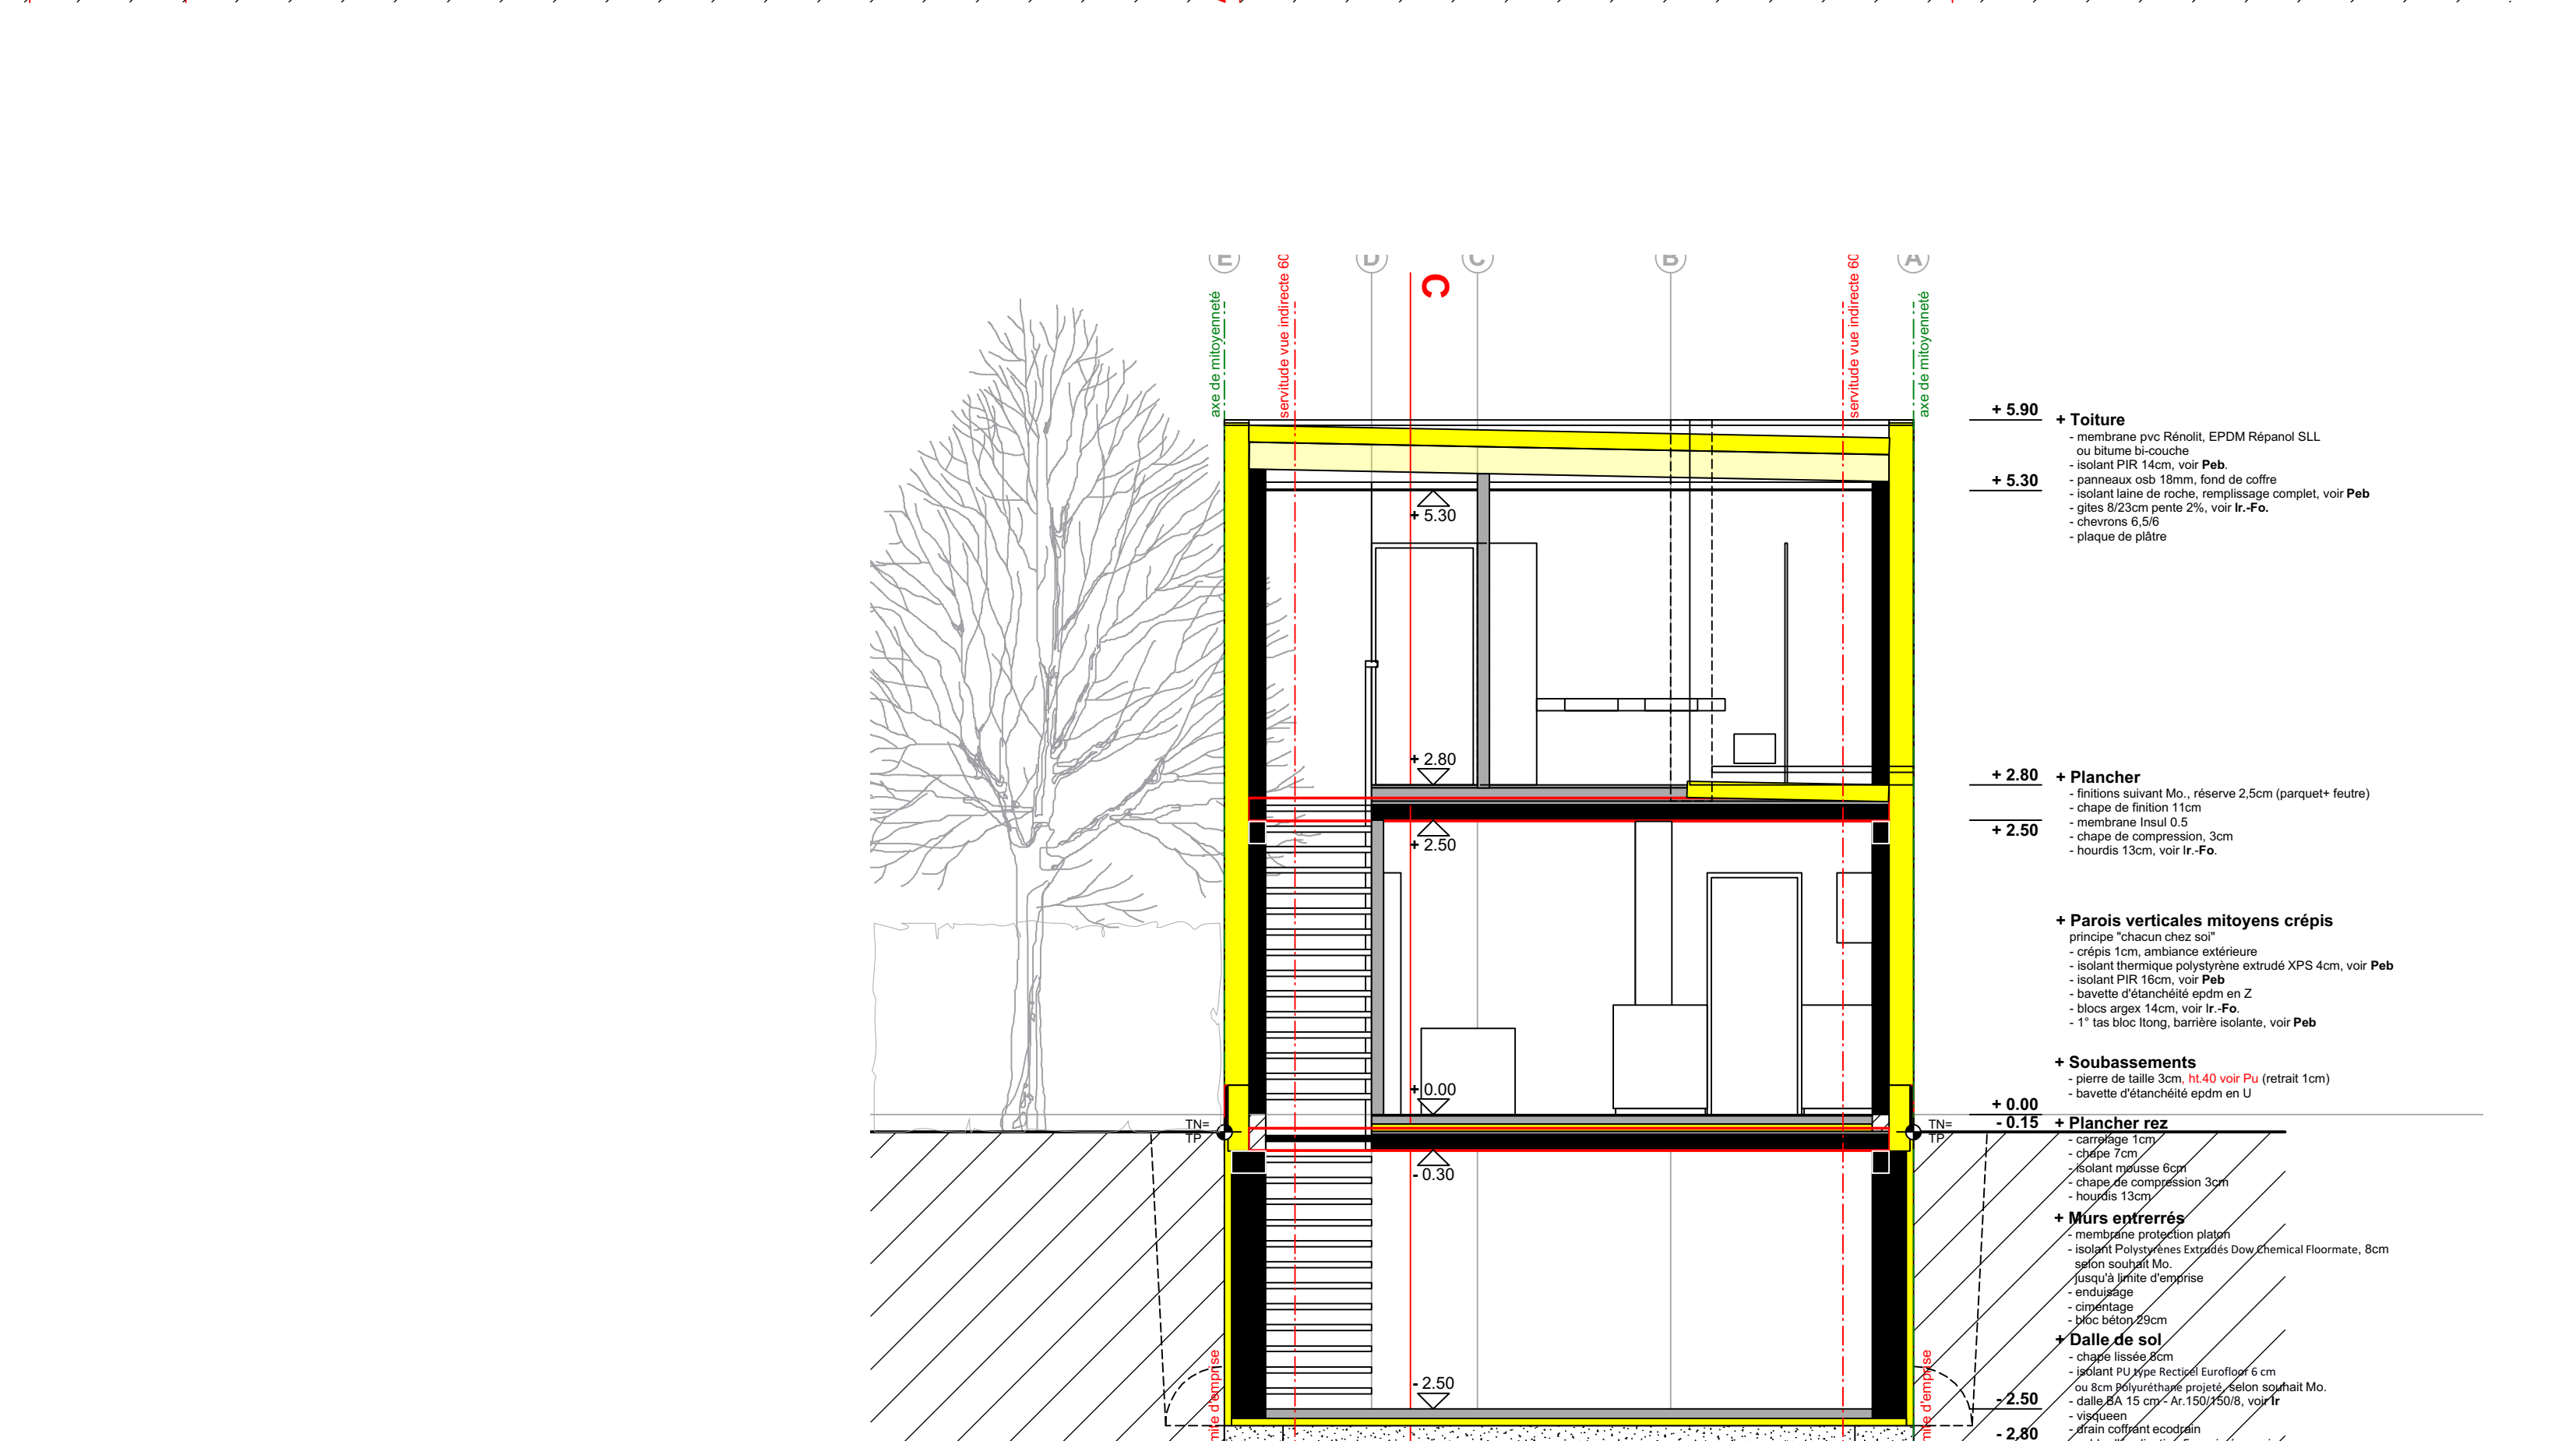 E D C B A
C
axe de mitoyenneté
servitude vue indirecte 60
servitude vue indirecte 60
axe de mitoyenneté
+ 5.90
+ Toiture
- membrane pvc Rénolit, EPDM Répanol SLL
ou bitume bi-couche
- isolant PIR 14cm, voir Peb.
- panneaux osb 18mm, fond de coffre
- isolant laine de roche, remplissage complet, voir Peb
- gites 8/23cm pente 2%, voir Ir.-Fo.
- chevrons 6,5/6
- plaque de plâtre
+ 5.30
+ 5.30
+ 2.80
+ 2.80
+ Plancher
- finitions suivant Mo., réserve 2,5cm (parquet+ feutre)
- chape de finition 11cm
- membrane Insul 0.5
- chape de compression, 3cm
- hourdis 13cm, voir Ir.-Fo.
+ 2.50
+ 2.50
+ Parois verticales mitoyens crépis
principe "chacun chez soi"
- crépis 1cm, ambiance extérieure
- isolant thermique polystyrène extrudé XPS 4cm, voir Peb
- isolant PIR 16cm, voir Peb
- bavette d'étanchéité epdm en Z
- blocs argex 14cm, voir Ir.-Fo.
- 1° tas bloc Itong, barrière isolante, voir Peb
+ Soubassements
- pierre de taille 3cm, ht.40 voir Pu (retrait 1cm)
- bavette d'étanchéité epdm en U
+ 0.00
+ 0.00
TN=
TP
TN=
TP
- 0.15
+ Plancher rez
- carrelage 1cm
- chape 7cm
- isolant mousse 6cm
- chape de compression 3cm
- hourdis 13cm
- 0.30
+ Murs entrerrés
- membrane protection platon
- isolant Polystyrènes Extrudés Dow Chemical Floormate, 8cm
selon souhait Mo.
jusqu'à limite d'emprise
- enduisage
- cimentage
- bloc béton 29cm
+ Dalle de sol
- chape lissée 8cm
- isolant PU type Recticel Eurofloor 6 cm
ou 8cm Polyuréthane projeté, selon souhait Mo.
- dalle BA 15 cm - Ar.150/150/8, voir Ir
- visqueen
- drain coffrant ecodrain
- 2.50
- 2.50
- 2.80
d'emprise
d'emprise